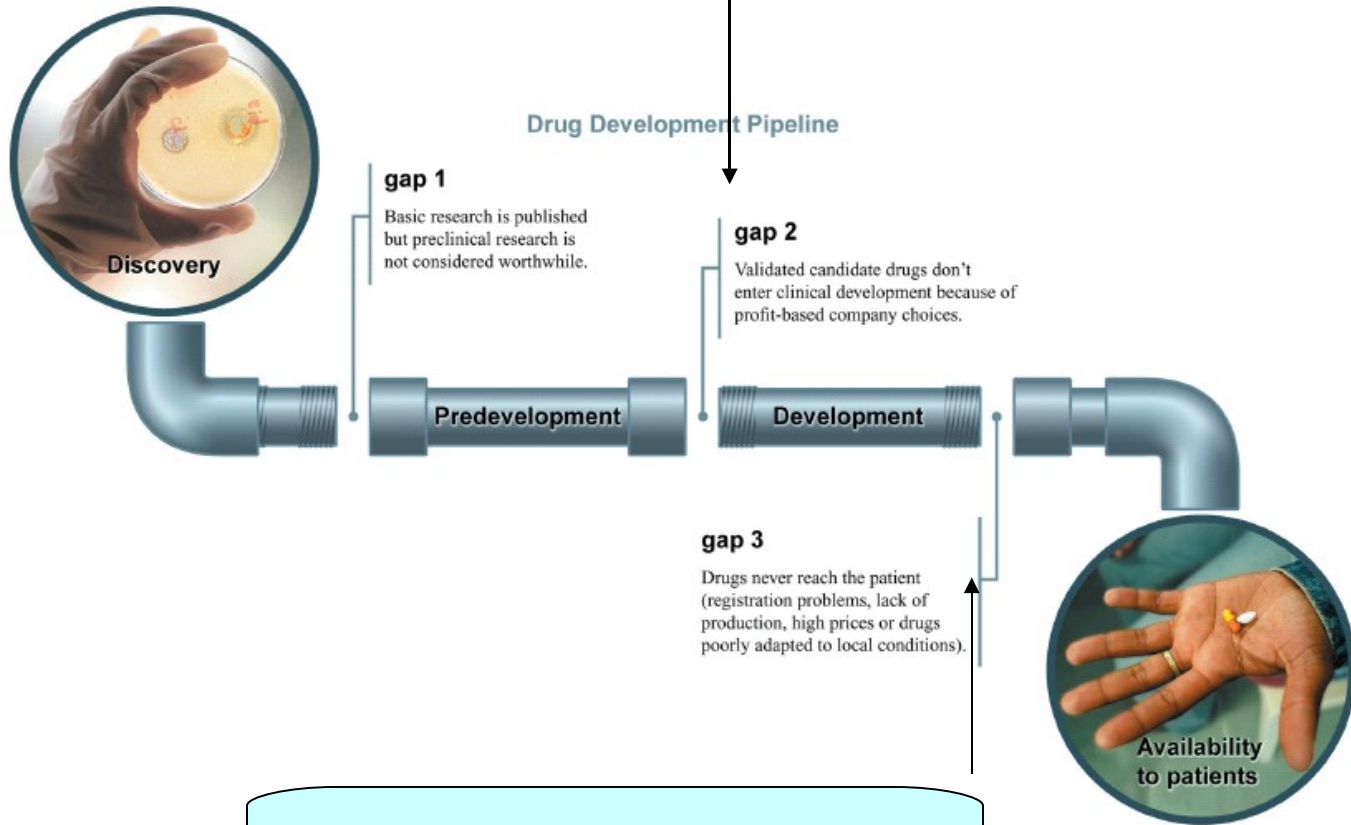 Drug Development Pipeline
Discovery
gap 1
Basic research is published
but preclinical research is
not considered worthwhile.
gap 2
Validated candidate drugs don't
enter clinical development because of
profit-based company choices.
Predevelopment
Development
gap 3
Drugs never reach the patient
(registration problems, lack of
production, high prices or drugs
poorly adapted to local conditions).
Availability
to patients